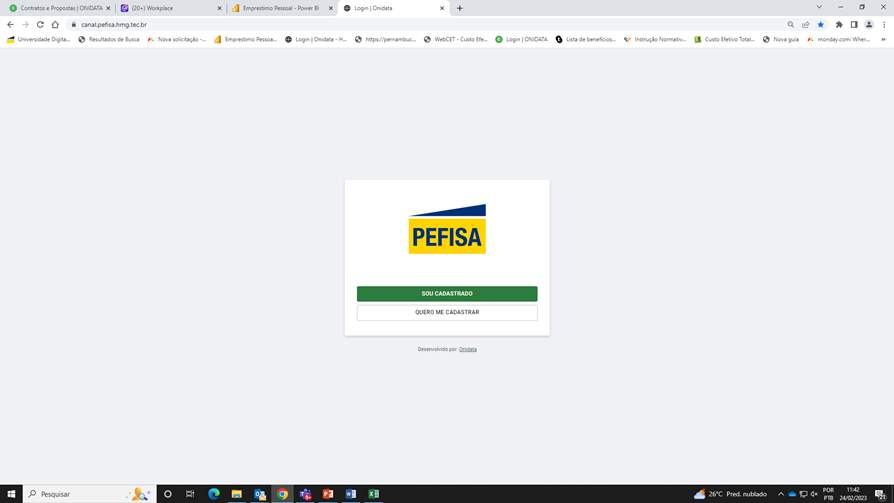 Contratos e Propostas | ONIDATA
(20+) Workplace
Emprestimo Pessoal - Power BI
Login | Onidata
canal.pefisa.hmg.tec.br
Universidade Digita...
Resultados de Busca
Nova solicitação -...
Emprestimo Pessoa...
Login | Onidata - H...
https://pernambuc...
WebCET - Custo Efe...
Login | ONIDATA
Lista de benefícios...
Instrução Normativ...
Custo Efetivo Total...
Nova guia
monday.com: Wher...
PEFISA
SOU CADASTRADO
QUERO ME CADASTRAR
Desenvolvido por Onidata
Pesquisar
26°C Pred. nublado
POR
PTB
11:42
24/02/2023